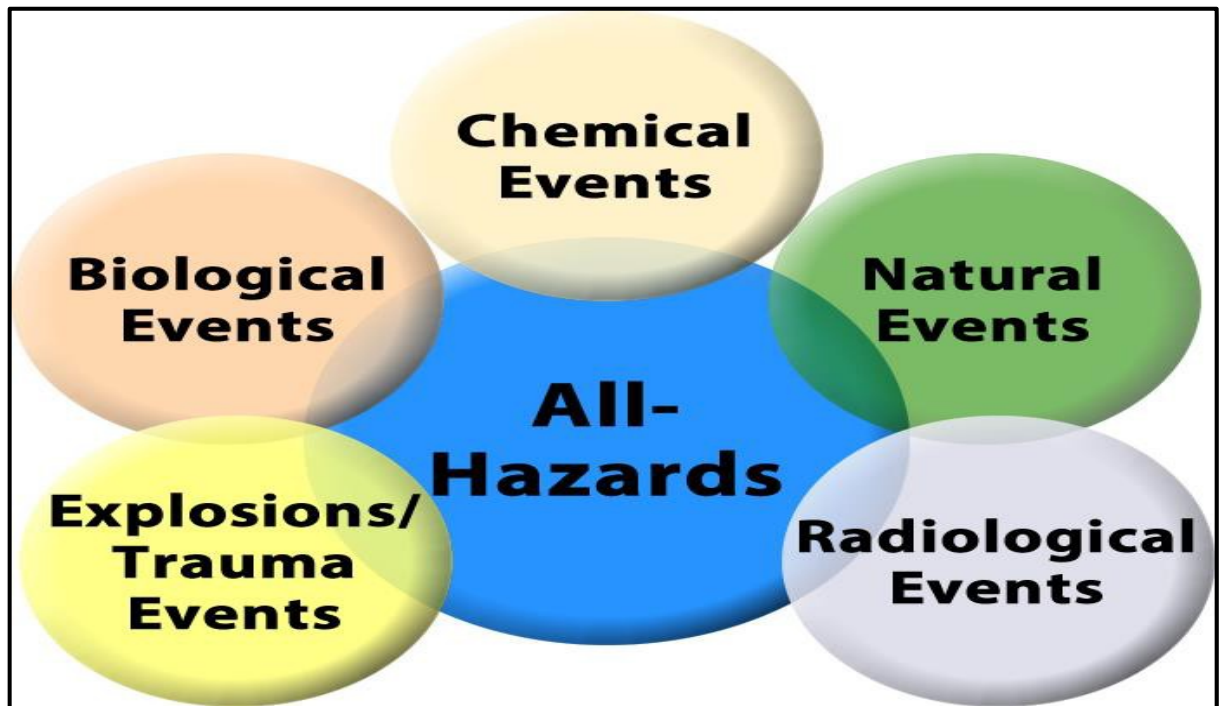 Chemical
Events
Biological
Events
Natural
Events
All-
Hazards
Explosions/
Trauma
Events
Radiological
Events